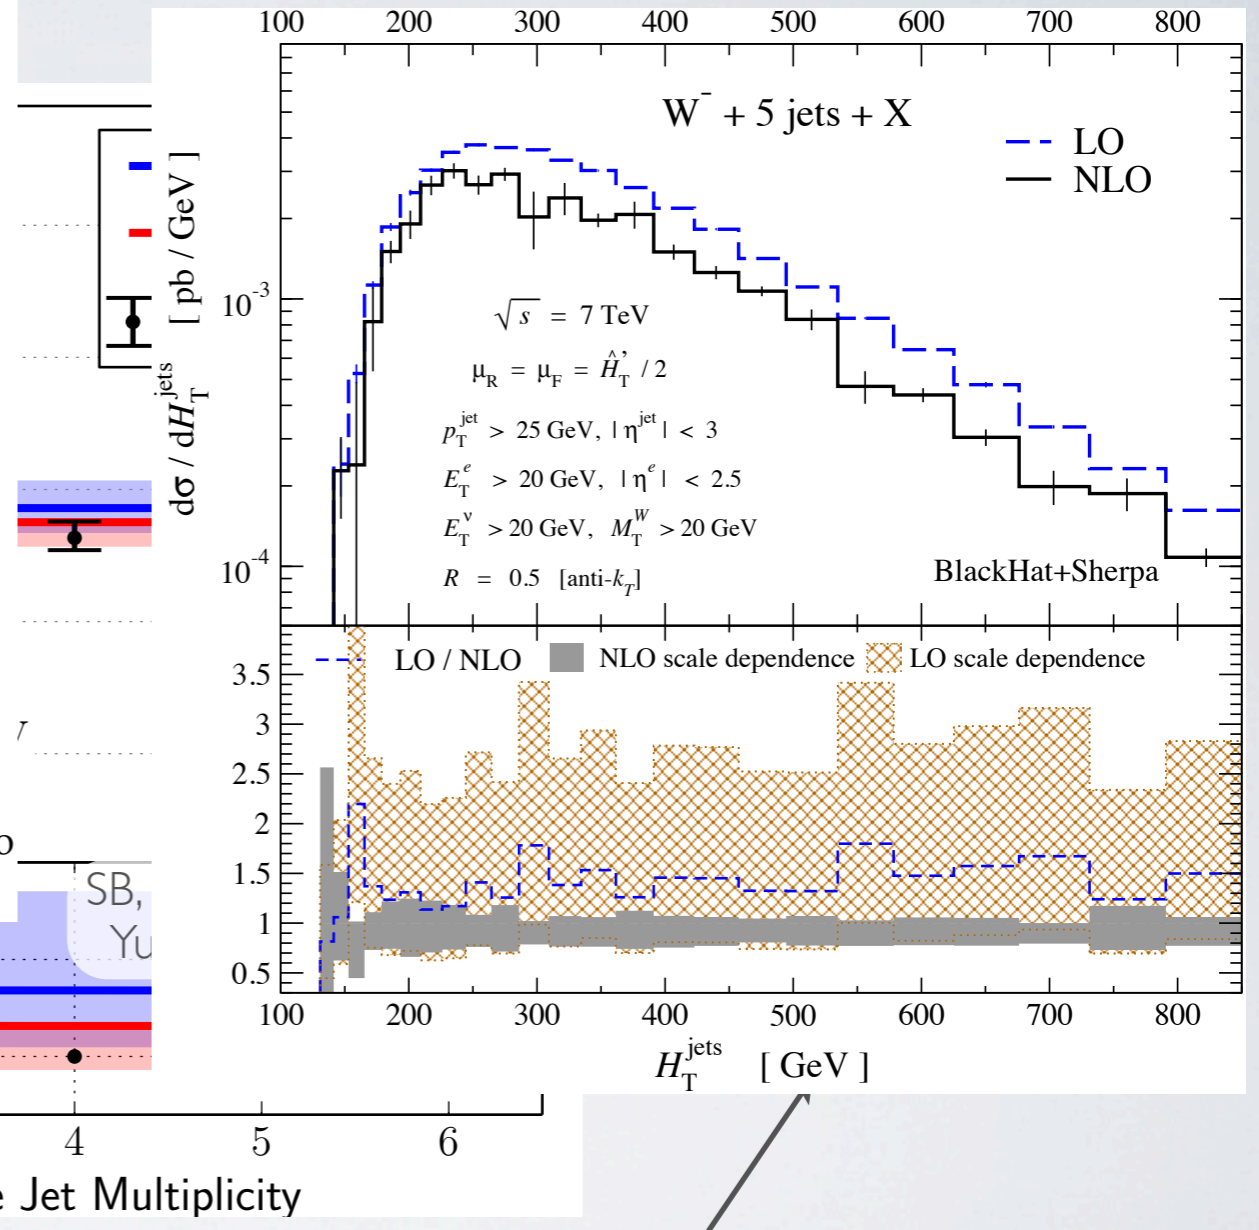 100 200 300 400 500 600 700 800
W⁻ + 5 jets + X
LO
NLO
dσ / dH_T^jets [ pb / GeV ]
10⁻³
10⁻⁴
√s = 7 TeV
μ_R = μ_F = Ĥ_T' / 2
p_T^jet > 25 GeV, | η^jet | < 3
E_T^e > 20 GeV, | η^e | < 2.5
E_T^ν > 20 GeV, M_T^W > 20 GeV
R = 0.5 [anti-k_T]
BlackHat+Sherpa
LO / NLO NLO scale dependence LO scale dependence
3.5
3
2.5
2
1.5
1
0.5
100 200 300 400 500 600 700 800
H_T^jets [ GeV ]
SB,
Yu
4 5 6
e Jet Multiplicity